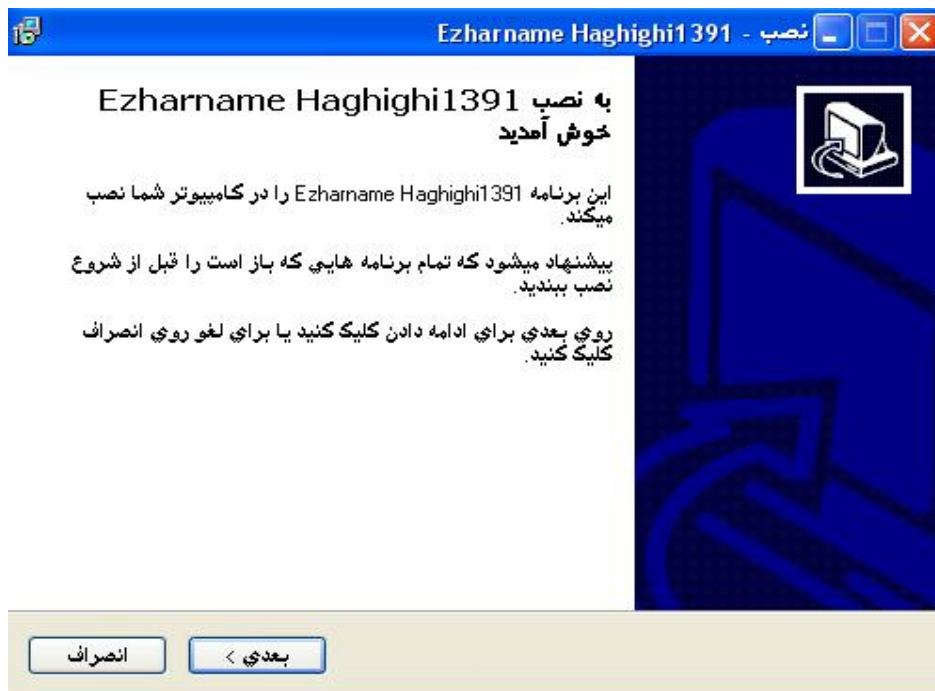 نصب - Ezharname Haghighi1391
به نصب Ezharname Haghighi1391
خوش آمدید
این برنامه Ezharname Haghighi1391 را در کامپیوتر شما نصب
میکند.
پیشنهاد میشود که تمام برنامه هایي که باز است را قبل از شروع
نصب ببندید.
روي بعدي براي ادامه دادن کلیک کنید یا براي لغو روي انصراف
کلیک کنید.
بعدي >
انصراف